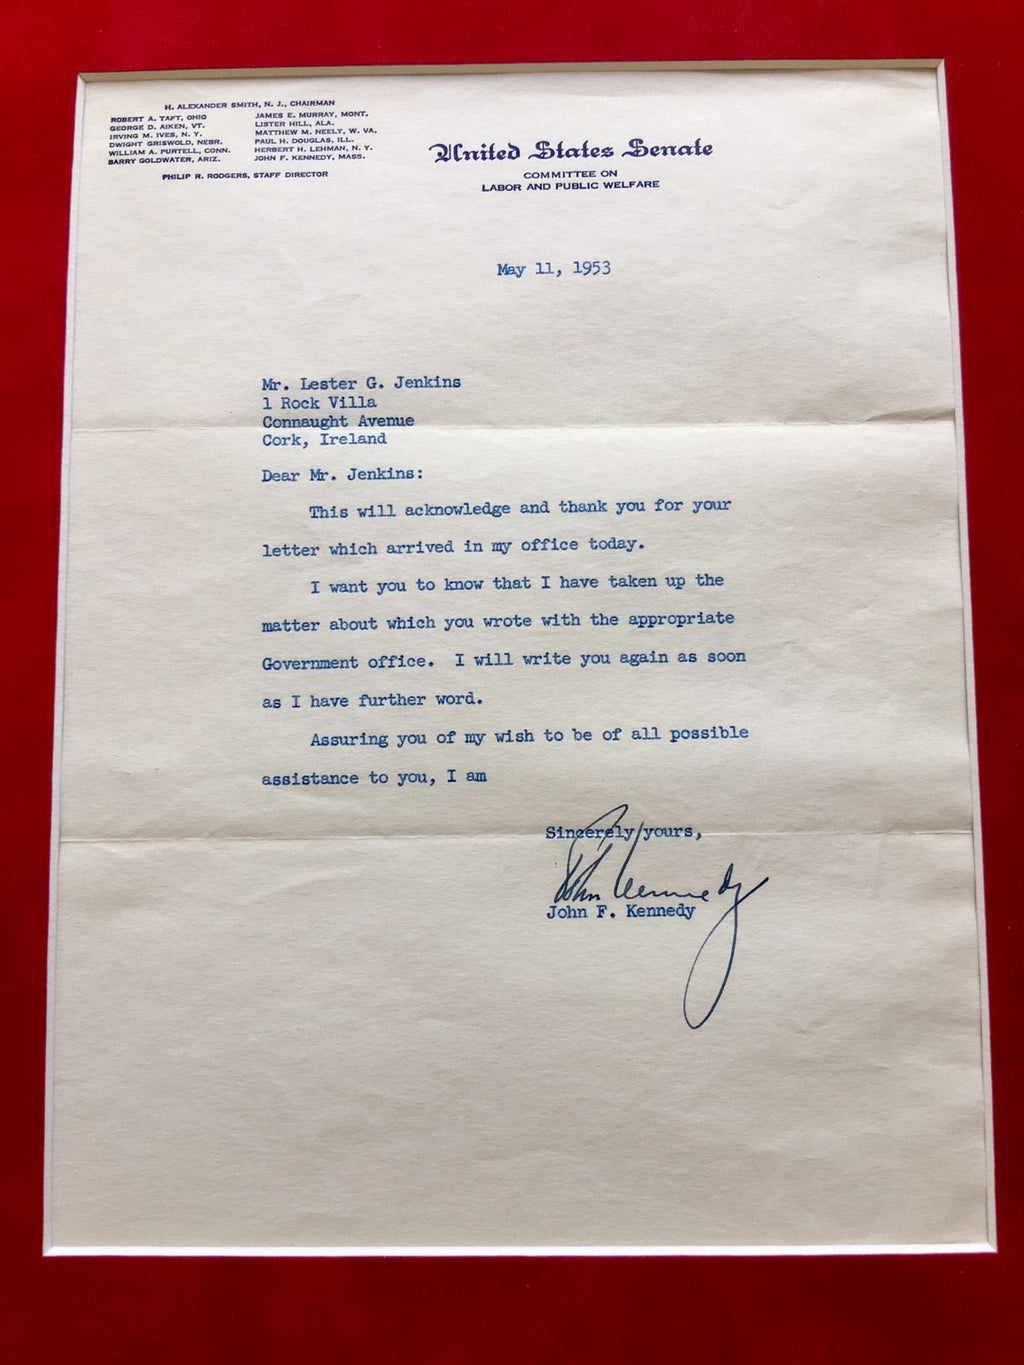 H. ALEXANDER SMITH, N. J., CHAIRMAN
ROBERT A. TAFT, OHIO
GEORGE D. AIKEN, VT.
IRVING M. IVES, N. Y.
DWIGHT GRISWOLD, NEBR.
WILLIAM A. PURTELL, CONN.
BARRY GOLDWATER, ARIZ.
JAMES E. MURRAY, MONT.
LISTER HILL, ALA.
MATTHEW M. NEELY, W. VA.
PAUL H. DOUGLAS, ILL.
HERBERT H. LEHMAN, N. Y.
JOHN F. KENNEDY, MASS.
PHILIP R. RODGERS, STAFF DIRECTOR
United States Senate
COMMITTEE ON
LABOR AND PUBLIC WELFARE
May 11, 1953
Mr. Lester G. Jenkins
1 Rock Villa
Connaught Avenue
Cork, Ireland
Dear Mr. Jenkins:
This will acknowledge and thank you for your
letter which arrived in my office today.
I want you to know that I have taken up the
matter about which you wrote with the appropriate
Government office. I will write you again as soon
as I have further word.
Assuring you of my wish to be of all possible
assistance to you, I am
Sincerely yours,
John Kennedy
John F. Kennedy